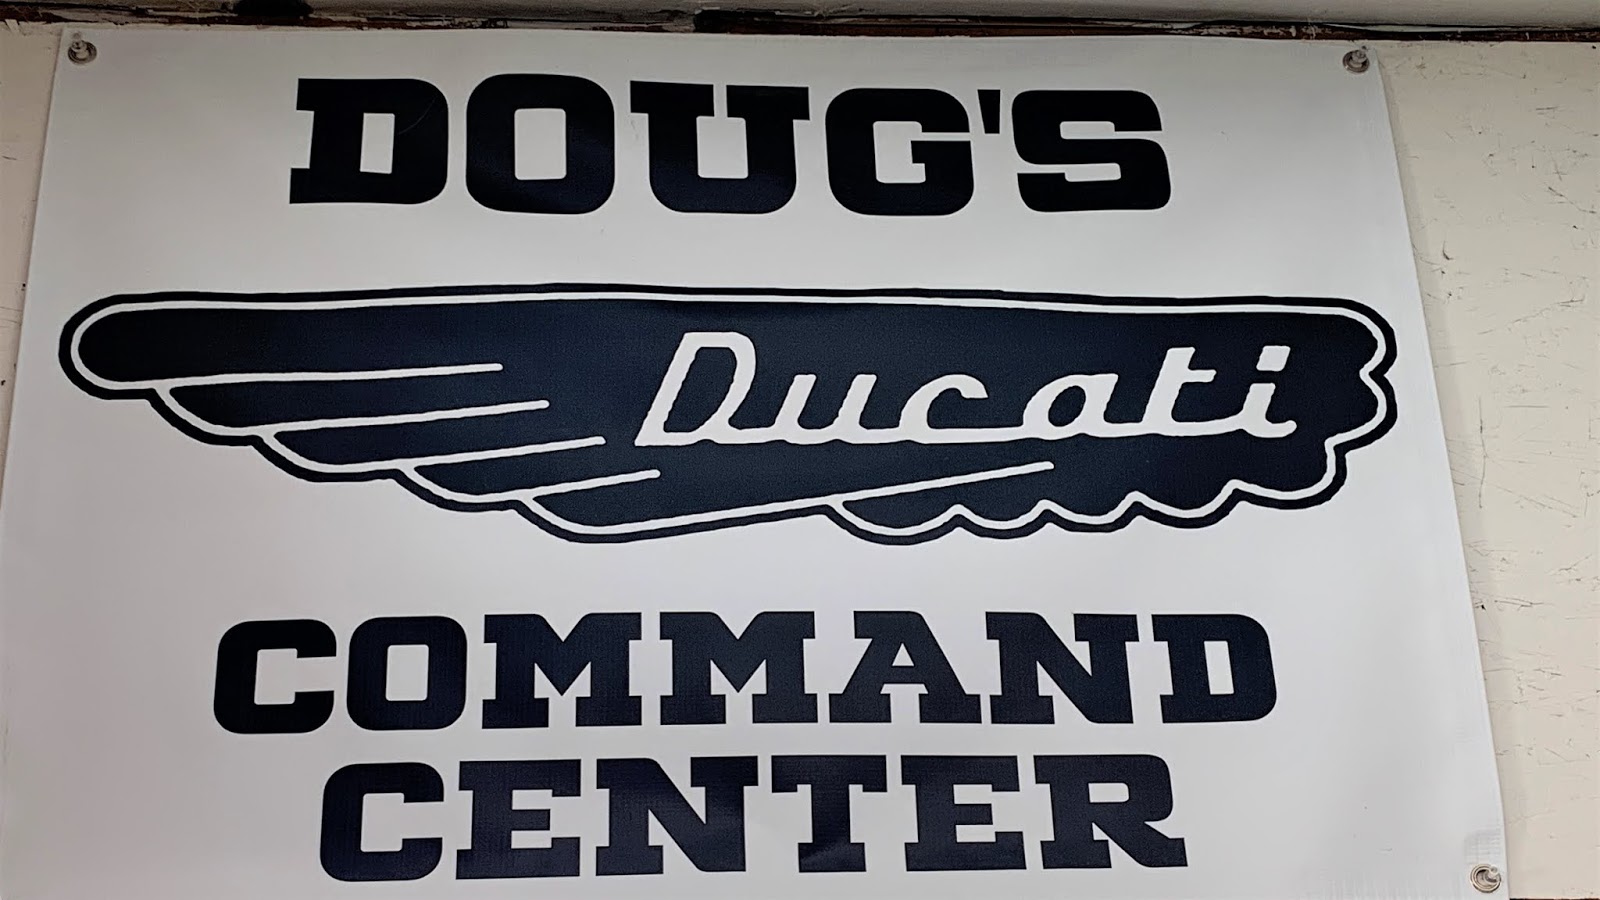 DOUG'S
Ducati
COMMAND
CENTER